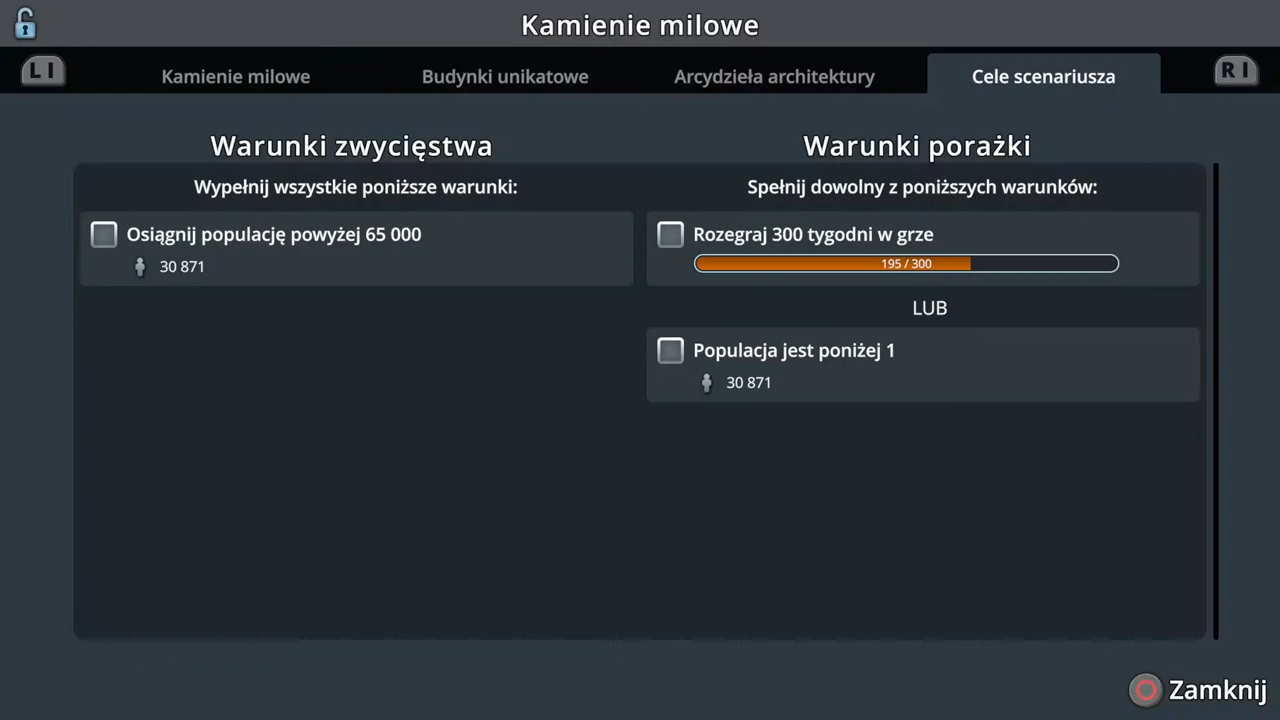 Kamienie milowe
L1
Kamienie milowe
Budynki unikatowe
Arcydzieła architektury
Cele scenariusza
R1
Warunki zwycięstwa
Wypełnij wszystkie poniższe warunki:
Osiągnij populację powyżej 65 000
30 871
Warunki porażki
Spełnij dowolny z poniższych warunków:
Rozegraj 300 tygodni w grze
195 / 300
LUB
Populacja jest poniżej 1
30 871
Zamknij